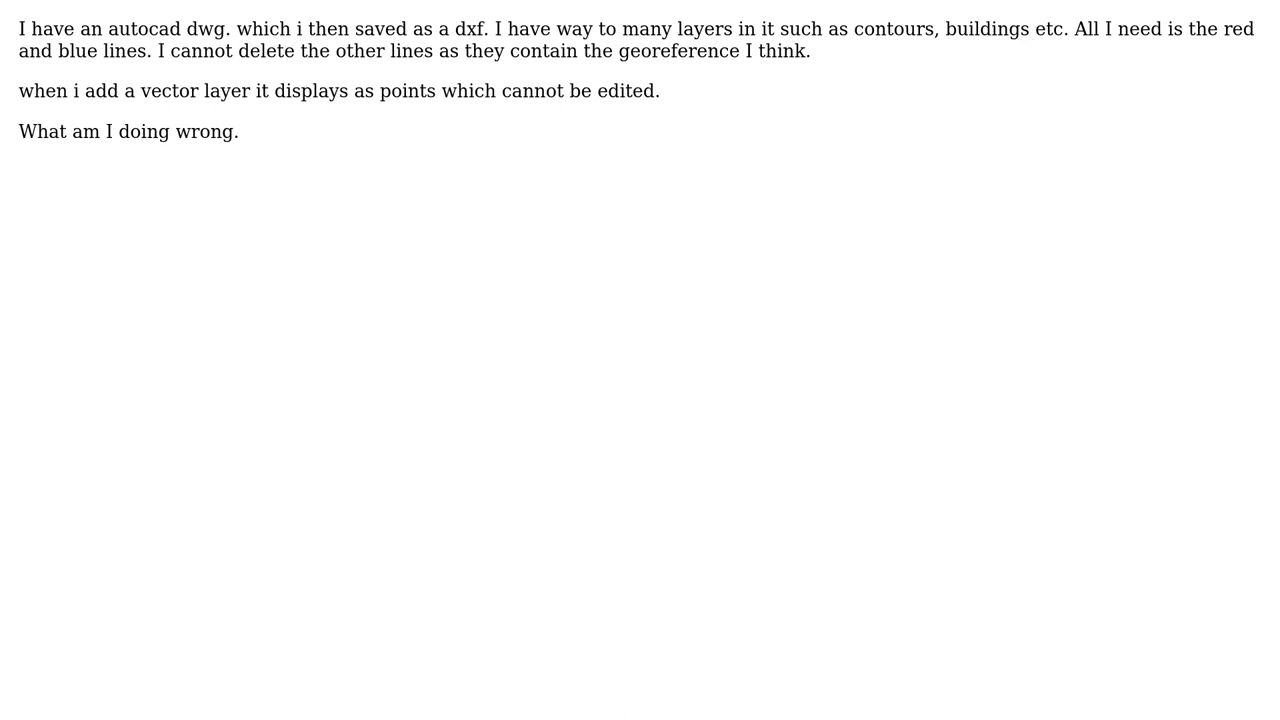 I have an autocad dwg. which i then saved as a dxf. I have way to many layers in it such as contours, buildings etc. All I need is the red
and blue lines. I cannot delete the other lines as they contain the georeference I think.
when i add a vector layer it displays as points which cannot be edited.
What am I doing wrong.